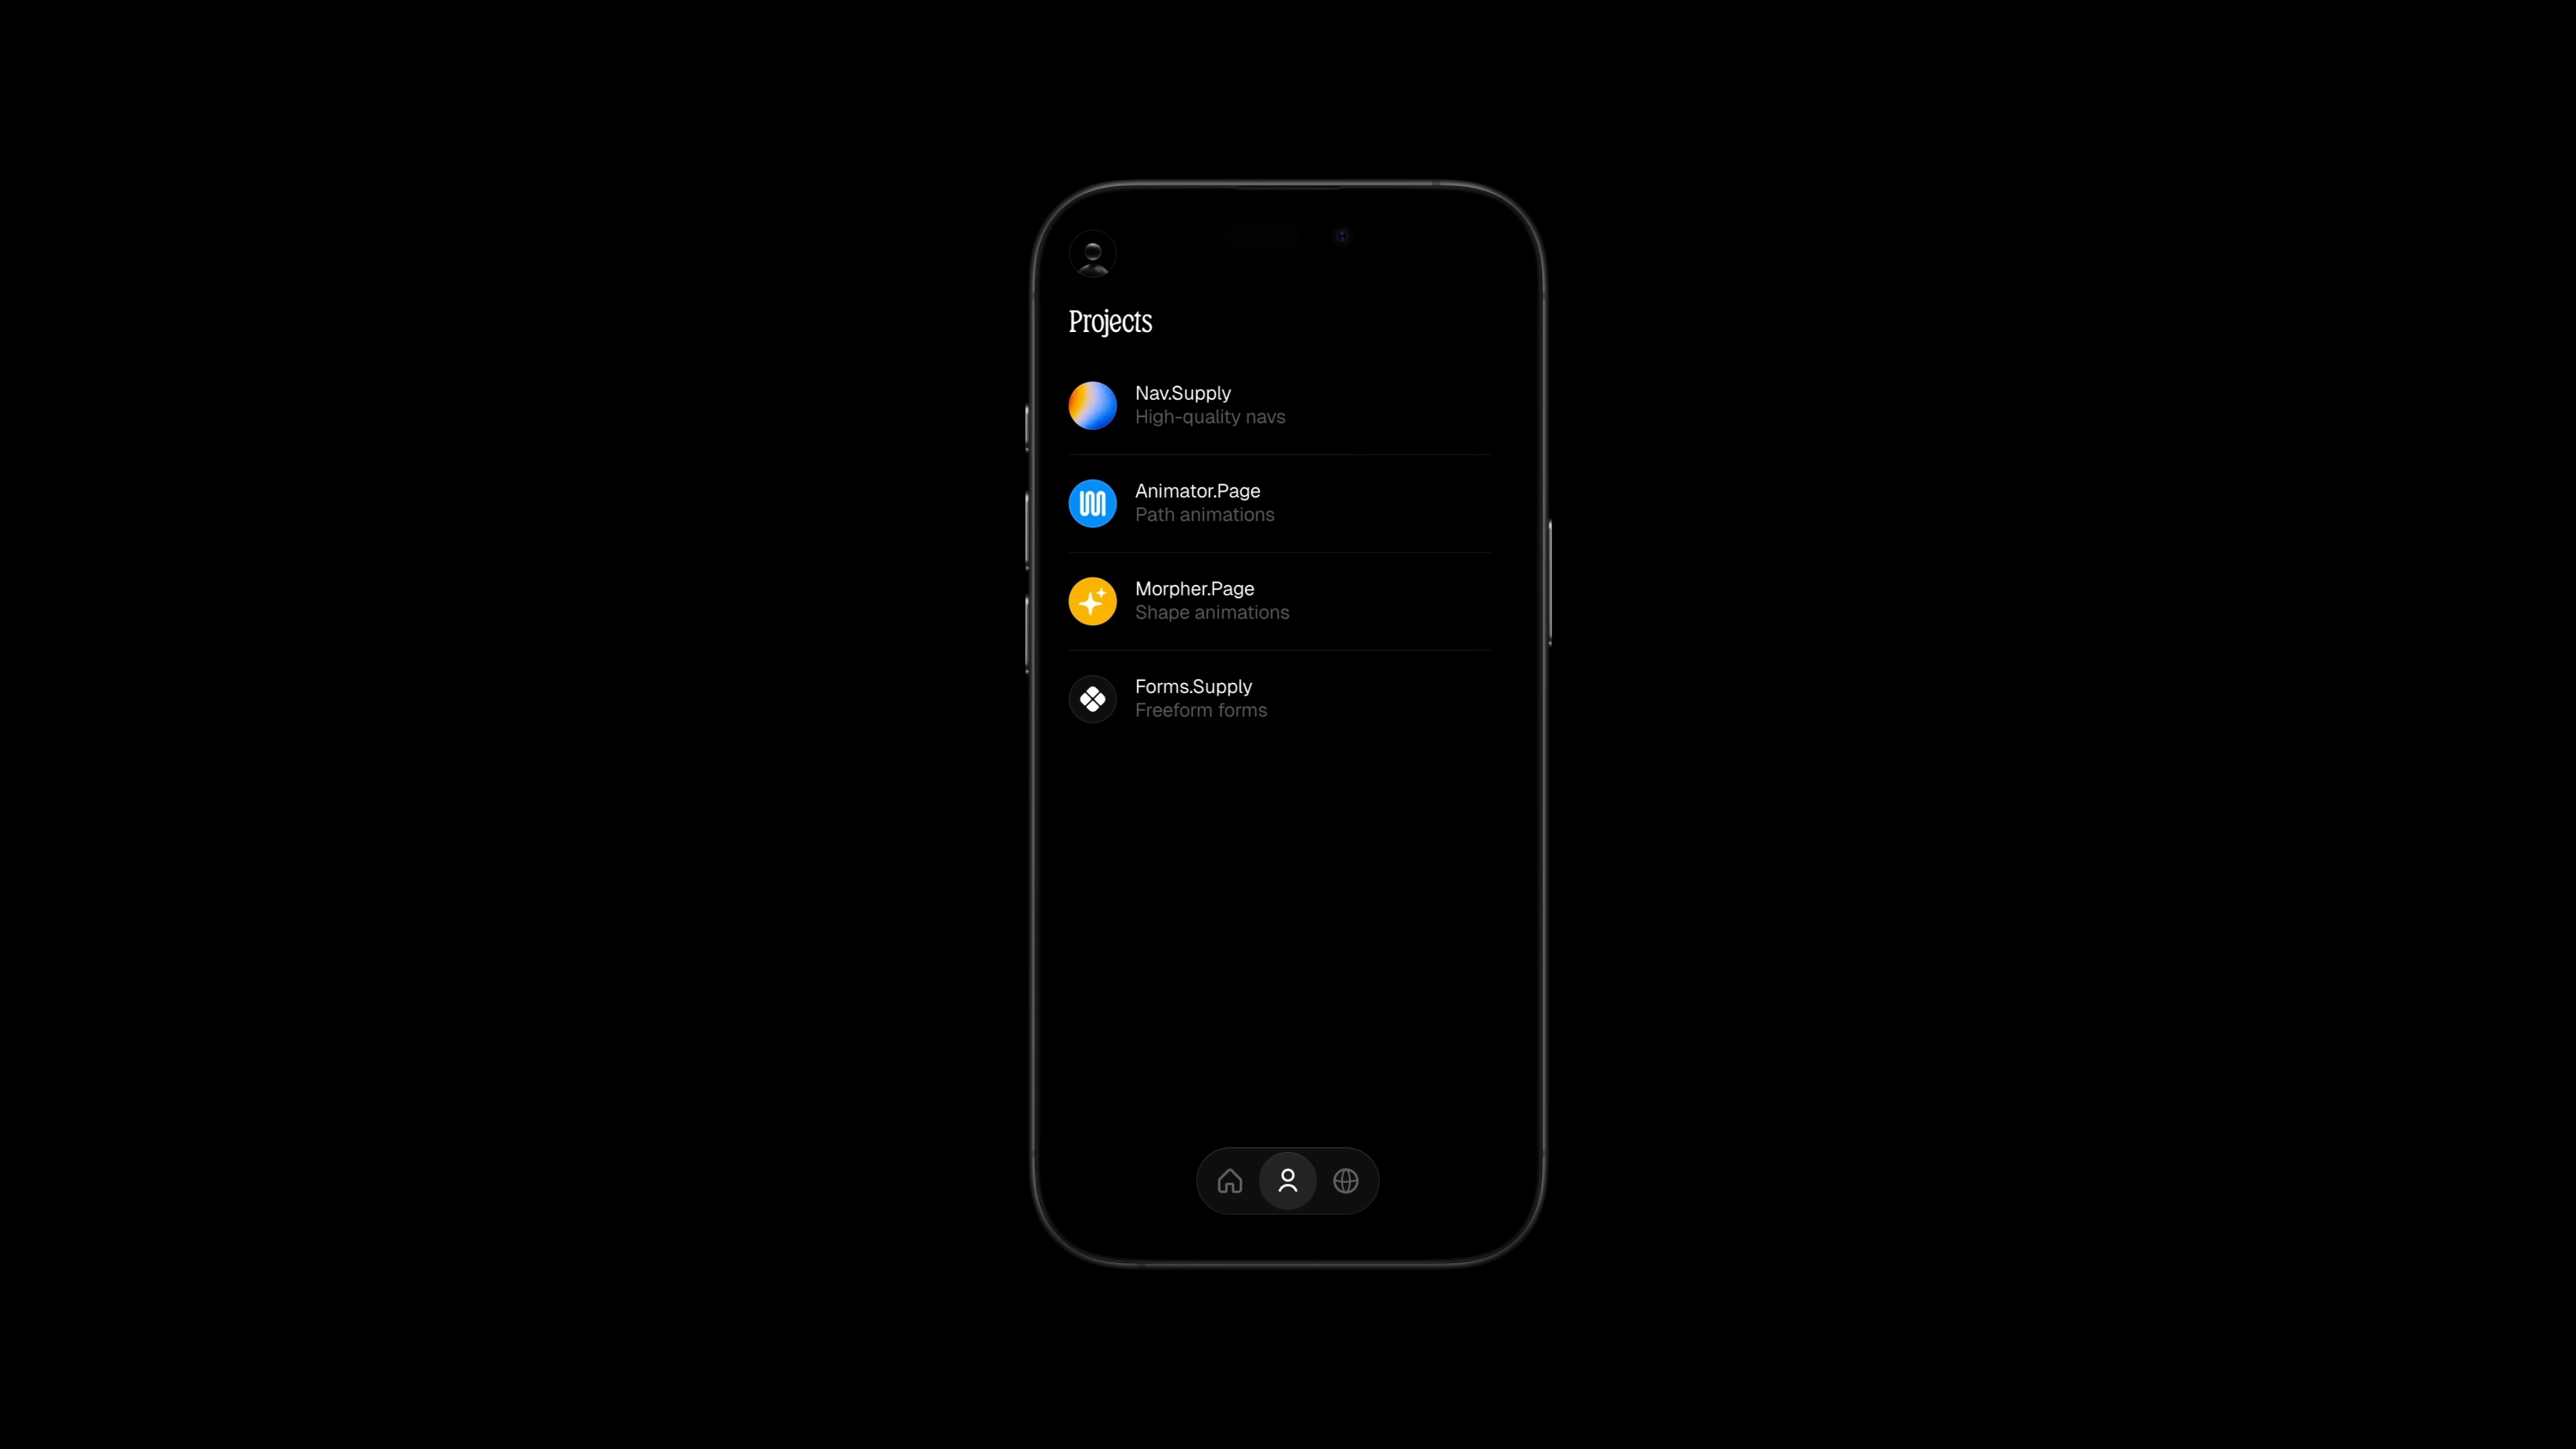 Projects
Nav.Supply
High-quality navs
Animator.Page
Path animations
Morpher.Page
Shape animations
Forms.Supply
Freeform forms